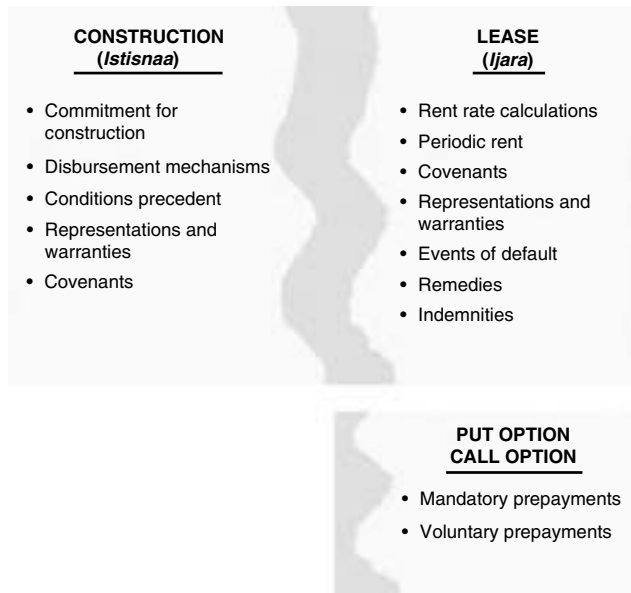 CONSTRUCTION
(Istisnaa)
• Commitment for
construction
• Disbursement mechanisms
• Conditions precedent
• Representations and
warranties
• Covenants
LEASE
(Ijara)
• Rent rate calculations
• Periodic rent
• Covenants
• Representations and
warranties
• Events of default
• Remedies
• Indemnities
PUT OPTION
CALL OPTION
• Mandatory prepayments
• Voluntary prepayments